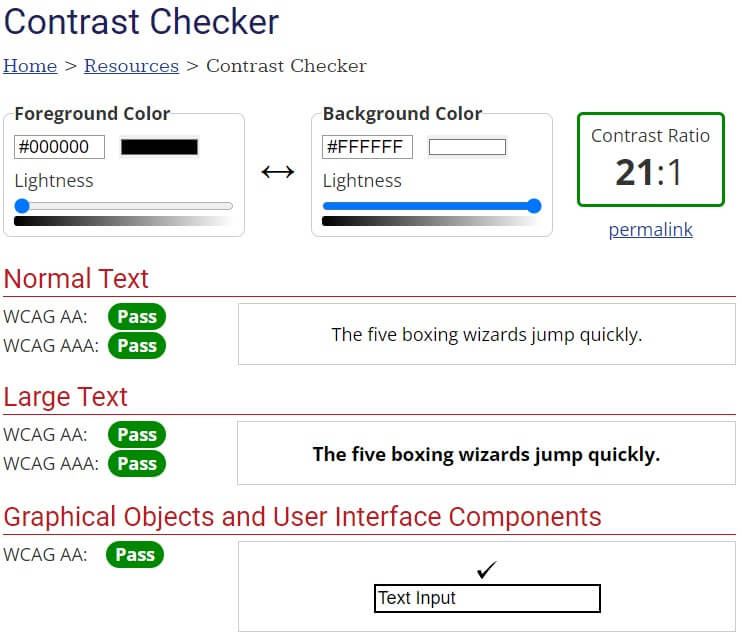 Contrast Checker
Home > Resources > Contrast Checker
Foreground Color
#000000
Lightness
Background Color
#FFFFFF
Lightness
Contrast Ratio
21:1
permalink
Normal Text
WCAG AA: Pass
WCAG AAA: Pass
The five boxing wizards jump quickly.
Large Text
WCAG AA: Pass
WCAG AAA: Pass
The five boxing wizards jump quickly.
Graphical Objects and User Interface Components
WCAG AA: Pass
Text Input